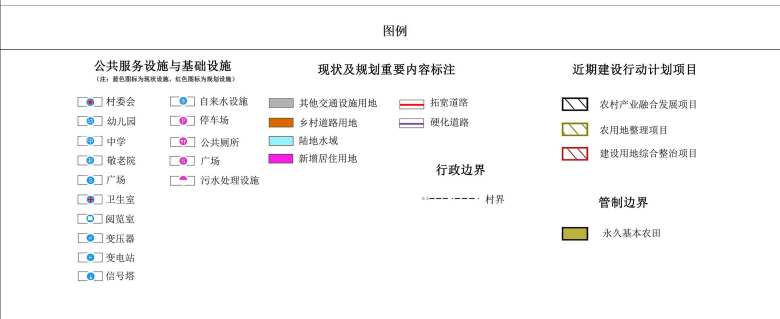 图例
公共服务设施与基础设施
（注：蓝色图标为现状设施，红色图标为规划设施）
村委会
幼儿园
中学
敬老院
广场
卫生室
阅览室
变压器
变电站
信号塔
自来水设施
停车场
公共厕所
广场
污水处理设施
现状及规划重要内容标注
其他交通设施用地
乡村道路用地
陆地水域
新增居住用地
拓宽道路
硬化道路
行政边界
村界
近期建设行动计划项目
农村产业融合发展项目
农用地整理项目
建设用地综合整治项目
管制边界
永久基本农田